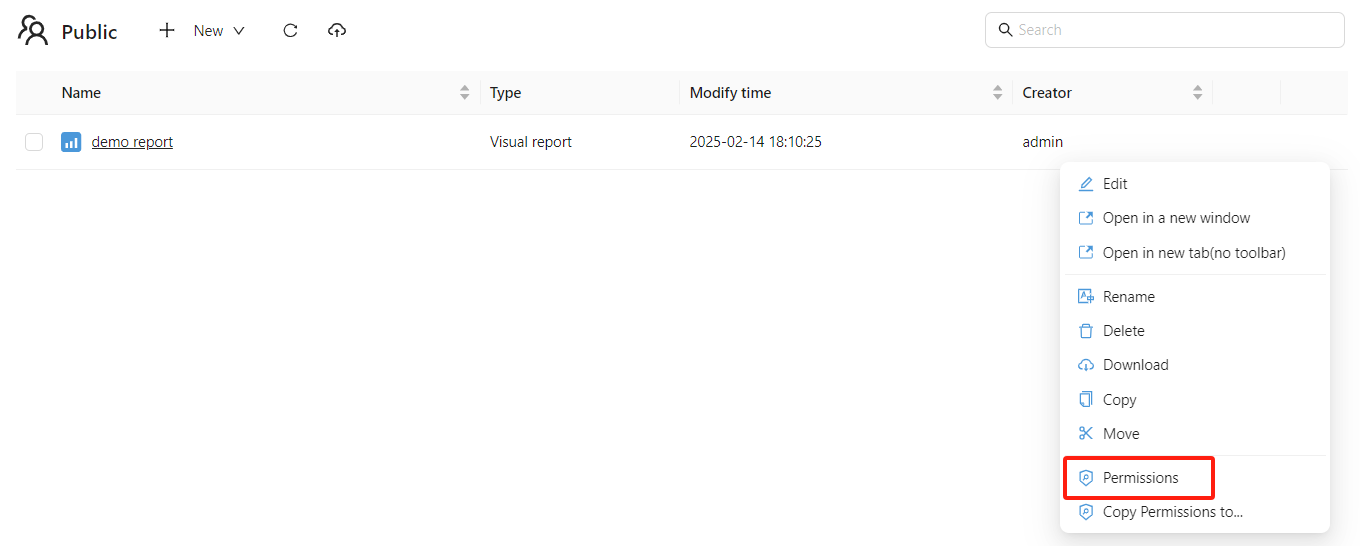 Public New Search
Name Type Modify time Creator
demo report Visual report 2025-02-14 18:10:25 admin
Edit
Open in a new window
Open in new tab(no toolbar)
Rename
Delete
Download
Copy
Move
Permissions
Copy Permissions to...